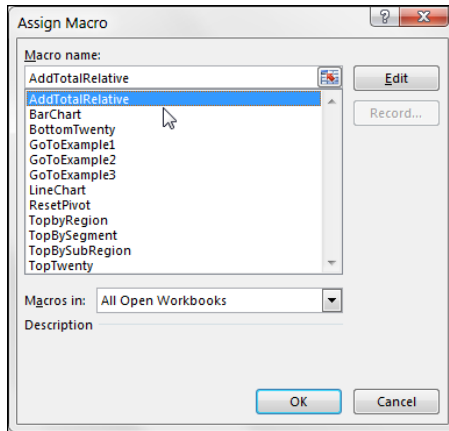 Assign Macro
Macro name:
AddTotalRelative
Edit
AddTotalRelative
Record...
BarChart
BottomTwenty
GoToExample1
GoToExample2
GoToExample3
LineChart
ResetPivot
TopbyRegion
TopBySegment
TopBySubRegion
TopTwenty
Macros in: All Open Workbooks
Description
OK Cancel